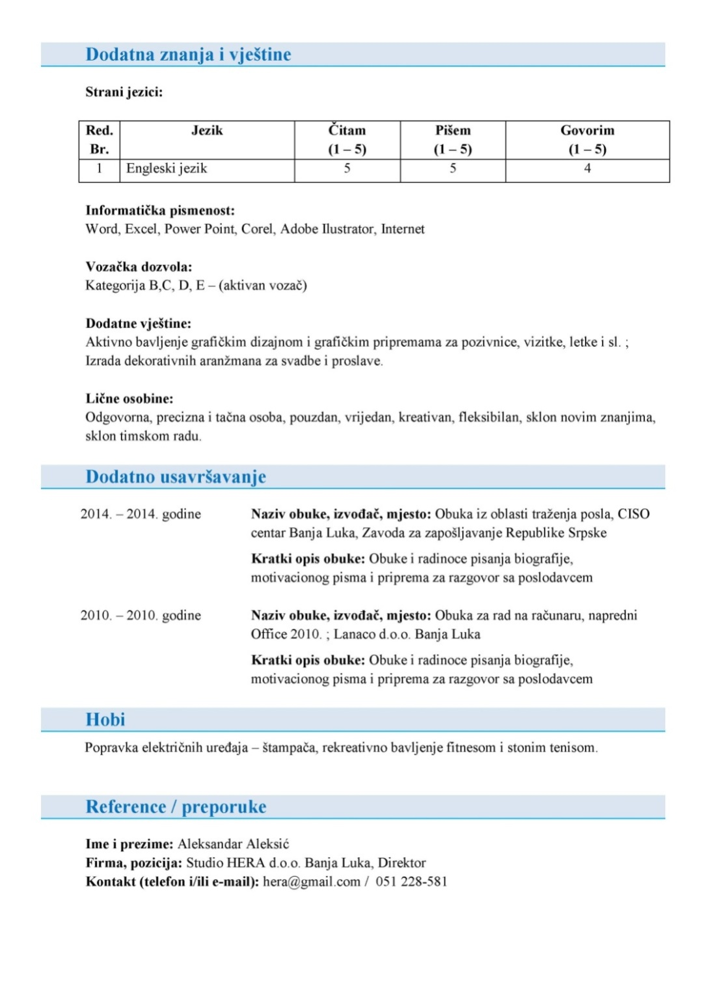 Dodatna znanja i vještine
Strani jezici:
Red. Br. Jezik Čitam (1 – 5) Pišem (1 – 5) Govorim (1 – 5)
1 Engleski jezik 5 5 4
Informatička pismenost:
Word, Excel, Power Point, Corel, Adobe Ilustrator, Internet
Vozačka dozvola:
Kategorija B,C, D, E – (aktivan vozač)
Dodatne vještine:
Aktivno bavljenje grafičkim dizajnom i grafičkim pripremama za pozivnice, vizitke, letke i sl. ;
Izrada dekorativnih aranžmana za svadbe i proslave.
Lične osobine:
Odgovorna, precizna i tačna osoba, pouzdan, vrijedan, kreativan, fleksibilan, sklon novim znanjima,
sklon timskom radu.
Dodatno usavršavanje
2014. – 2014. godine Naziv obuke, izvođač, mjesto: Obuka iz oblasti traženja posla, CISO
centar Banja Luka, Zavoda za zapošljavanje Republike Srpske
Kratki opis obuke: Obuke i radinoce pisanja biografije,
motivacionog pisma i priprema za razgovor sa poslodavcem
2010. – 2010. godine Naziv obuke, izvođač, mjesto: Obuka za rad na računaru, napredni
Office 2010. ; Lanaco d.o.o. Banja Luka
Kratki opis obuke: Obuke i radinoce pisanja biografije,
motivacionog pisma i priprema za razgovor sa poslodavcem
Hobi
Popravka električnih uređaja – štampača, rekreativno bavljenje fitnesom i stonim tenisom.
Reference / preporuke
Ime i prezime: Aleksandar Aleksić
Firma, pozicija: Studio HERA d.o.o. Banja Luka, Direktor
Kontakt (telefon i/ili e-mail): hera@gmail.com / 051 228-581